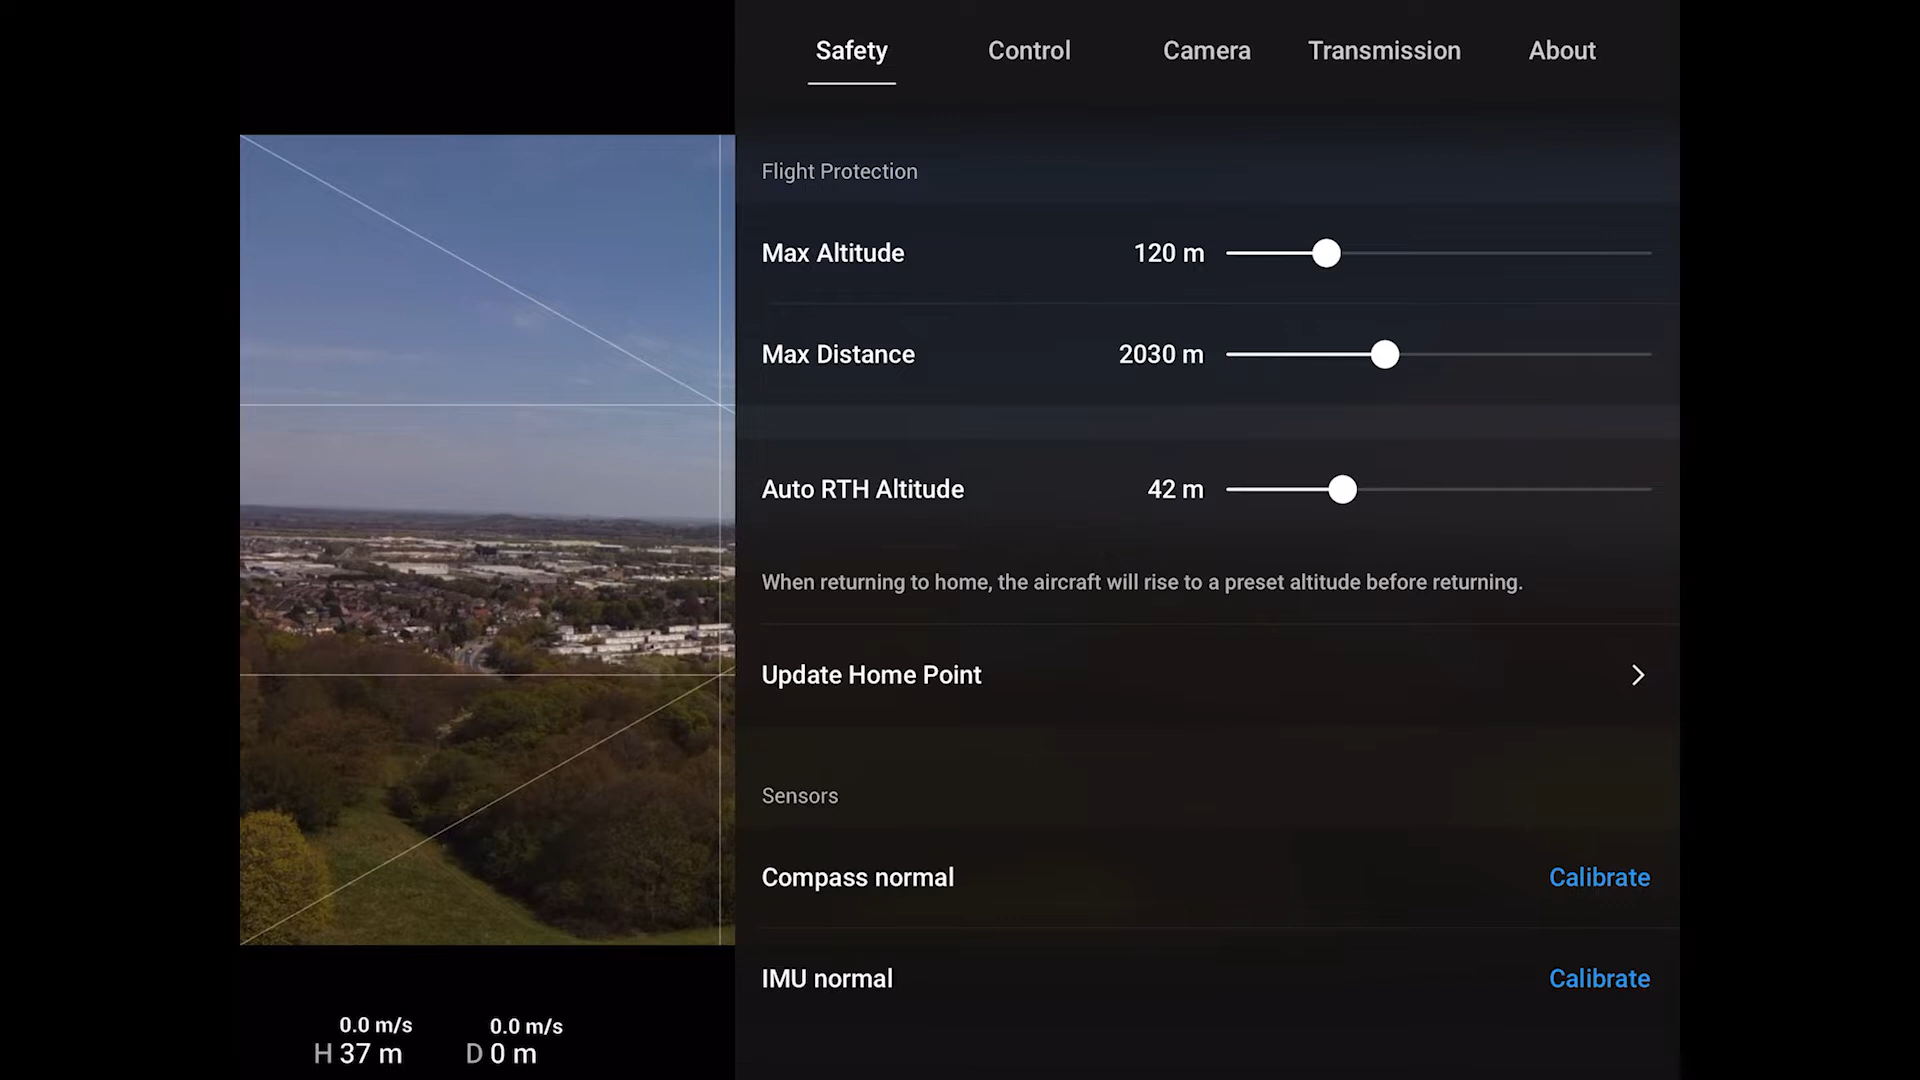 Safety Control Camera Transmission About
Flight Protection
Max Altitude 120 m
Max Distance 2030 m
Auto RTH Altitude 42 m
When returning to home, the aircraft will rise to a preset altitude before returning.
Update Home Point
Sensors
Compass normal Calibrate
IMU normal Calibrate
0.0 m/s 0.0 m/s
H 37 m D 0 m